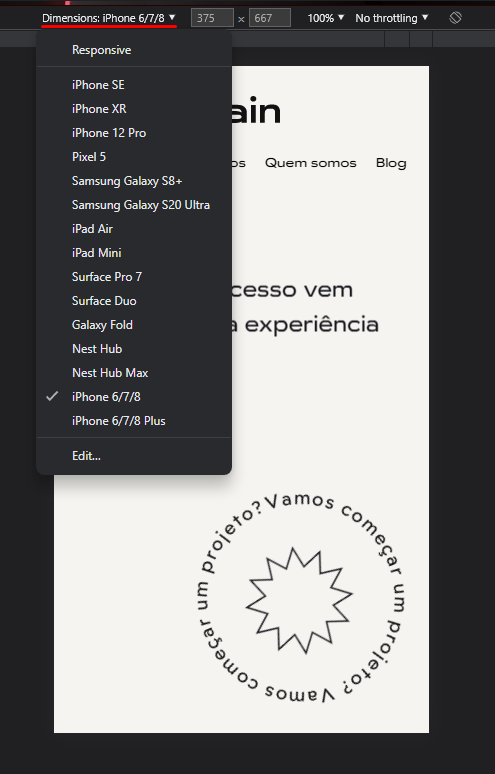 Dimensions: iPhone 6/7/8 ▼ 375 x 667 100% ▼ No throttling ▼
Responsive
iPhone SE
iPhone XR
iPhone 12 Pro
Pixel 5
Samsung Galaxy S8+
Samsung Galaxy S20 Ultra
iPad Air
iPad Mini
Surface Pro 7
Surface Duo
Galaxy Fold
Nest Hub
Nest Hub Max
iPhone 6/7/8
iPhone 6/7/8 Plus
Edit...
ain
os Quem somos Blog
cesso vem
a experiência
Vamos começar um projeto? Vamos começar um projeto?